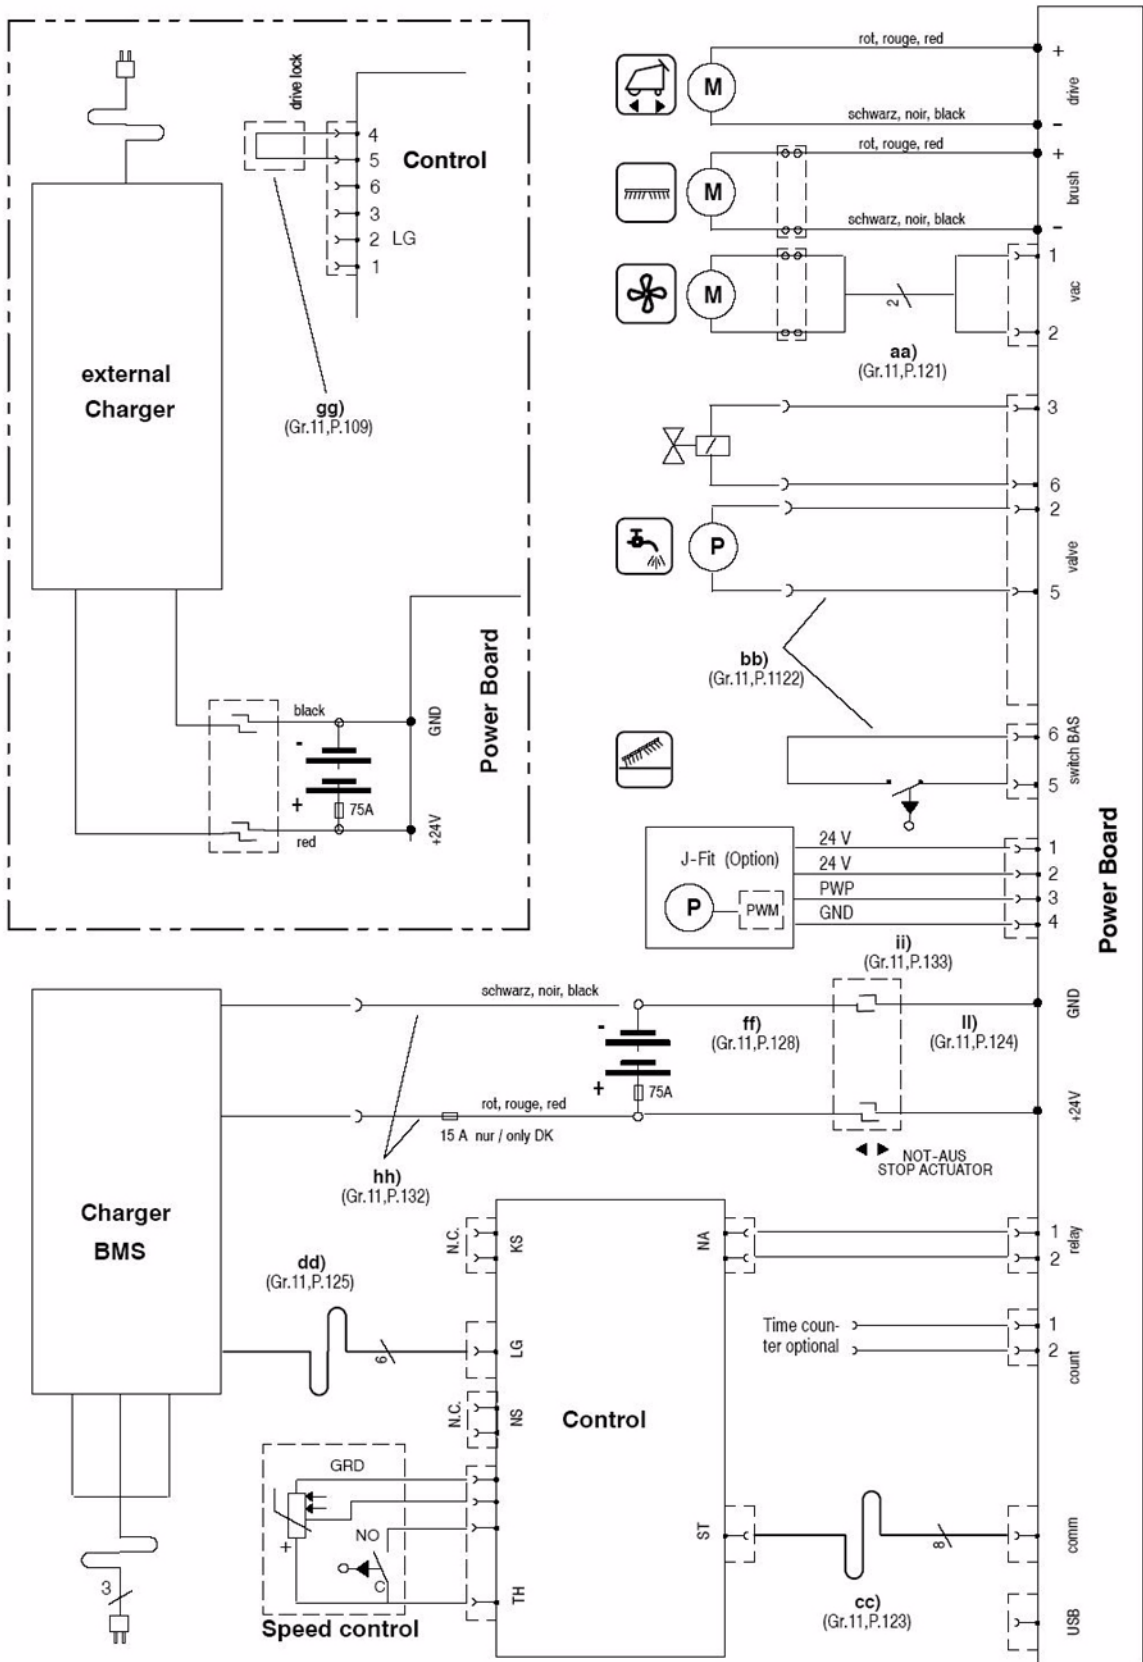 drive lock
4
5
6
3
2 LG
1
Control
external
Charger
gg)
(Gr.11,P.109)
black
-
+
75A
red
GND
+24V
Power Board
rot, rouge, red
M
schwarz, noir, black
+
drive
-
rot, rouge, red
M
schwarz, noir, black
+
brush
-
M
2
1
vac
2
aa)
(Gr.11,P.121)
3
6
2
P
valve
5
bb)
(Gr.11,P.1122)
6
5
switch BAS
J-Fit (Option)
P
PWM
24 V
24 V
PWP
GND
1
2
3
4
Power Board
ii)
(Gr.11,P.133)
schwarz, noir, black
-
+
75A
ff)
(Gr.11,P.128)
ll)
(Gr.11,P.124)
GND
rot, rouge, red
15 A nur / only DK
+24V
NOT-AUS
STOP ACTUATOR
hh)
(Gr.11,P.132)
Charger
BMS
dd)
(Gr.11,P.125)
6
3
N.C.
KS
LG
N.C.
NS
TH
Control
NA
ST
1
2
relay
Time coun-
ter optional
1
2
count
GRD
+
NO
C
Speed control
8
comm
cc)
(Gr.11,P.123)
USB